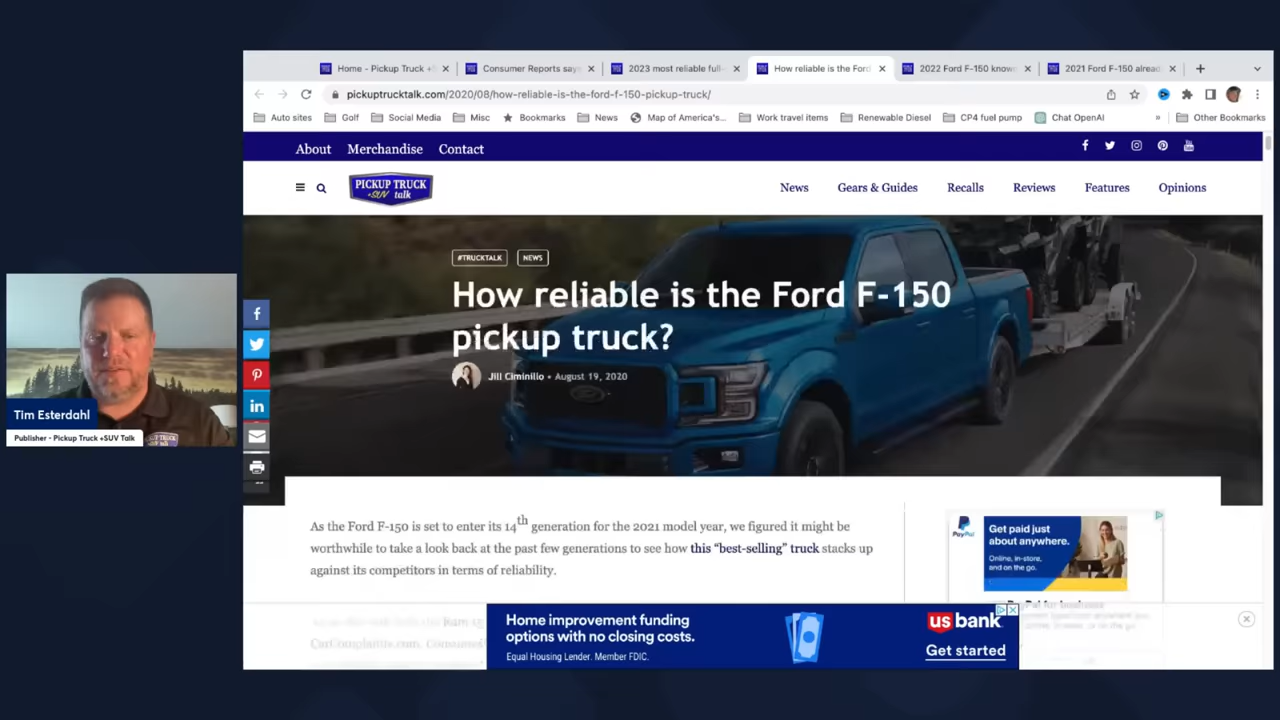 Home - Pickup Truck +
Consumer Reports say
2023 most reliable full-
How reliable is the Ford
2022 Ford F-150 known
2021 Ford F-150 alread
pickuptrucktalk.com/2020/08/how-reliable-is-the-ford-f-150-pickup-truck/
Auto sites
Golf
Social Media
Misc
Bookmarks
News
Map of America's...
Work travel items
Renewable Diesel
CP4 fuel pump
Chat OpenAI
»
Other Bookmarks
About
Merchandise
Contact
PICKUP TRUCK
+SUV talk
News
Gears & Guides
Recalls
Reviews
Features
Opinions
#TRUCKTALK
NEWS
How reliable is the Ford F-150
pickup truck?
Jill Ciminillo • August 19, 2020
Tim Esterdahl
Publisher - Pickup Truck +SUV Talk
As the Ford F-150 is set to enter its 14th generation for the 2021 model year, we figured it might be
worthwhile to take a look back at the past few generations to see how this “best-selling” truck stacks up
against its competitors in terms of reliability.
PayPal
Get paid just
about anywhere.
Online, in-store,
and on the go.
PayPal for business
Home improvement funding
options with no closing costs.
Equal Housing Lender. Member FDIC.
us bank
Get started